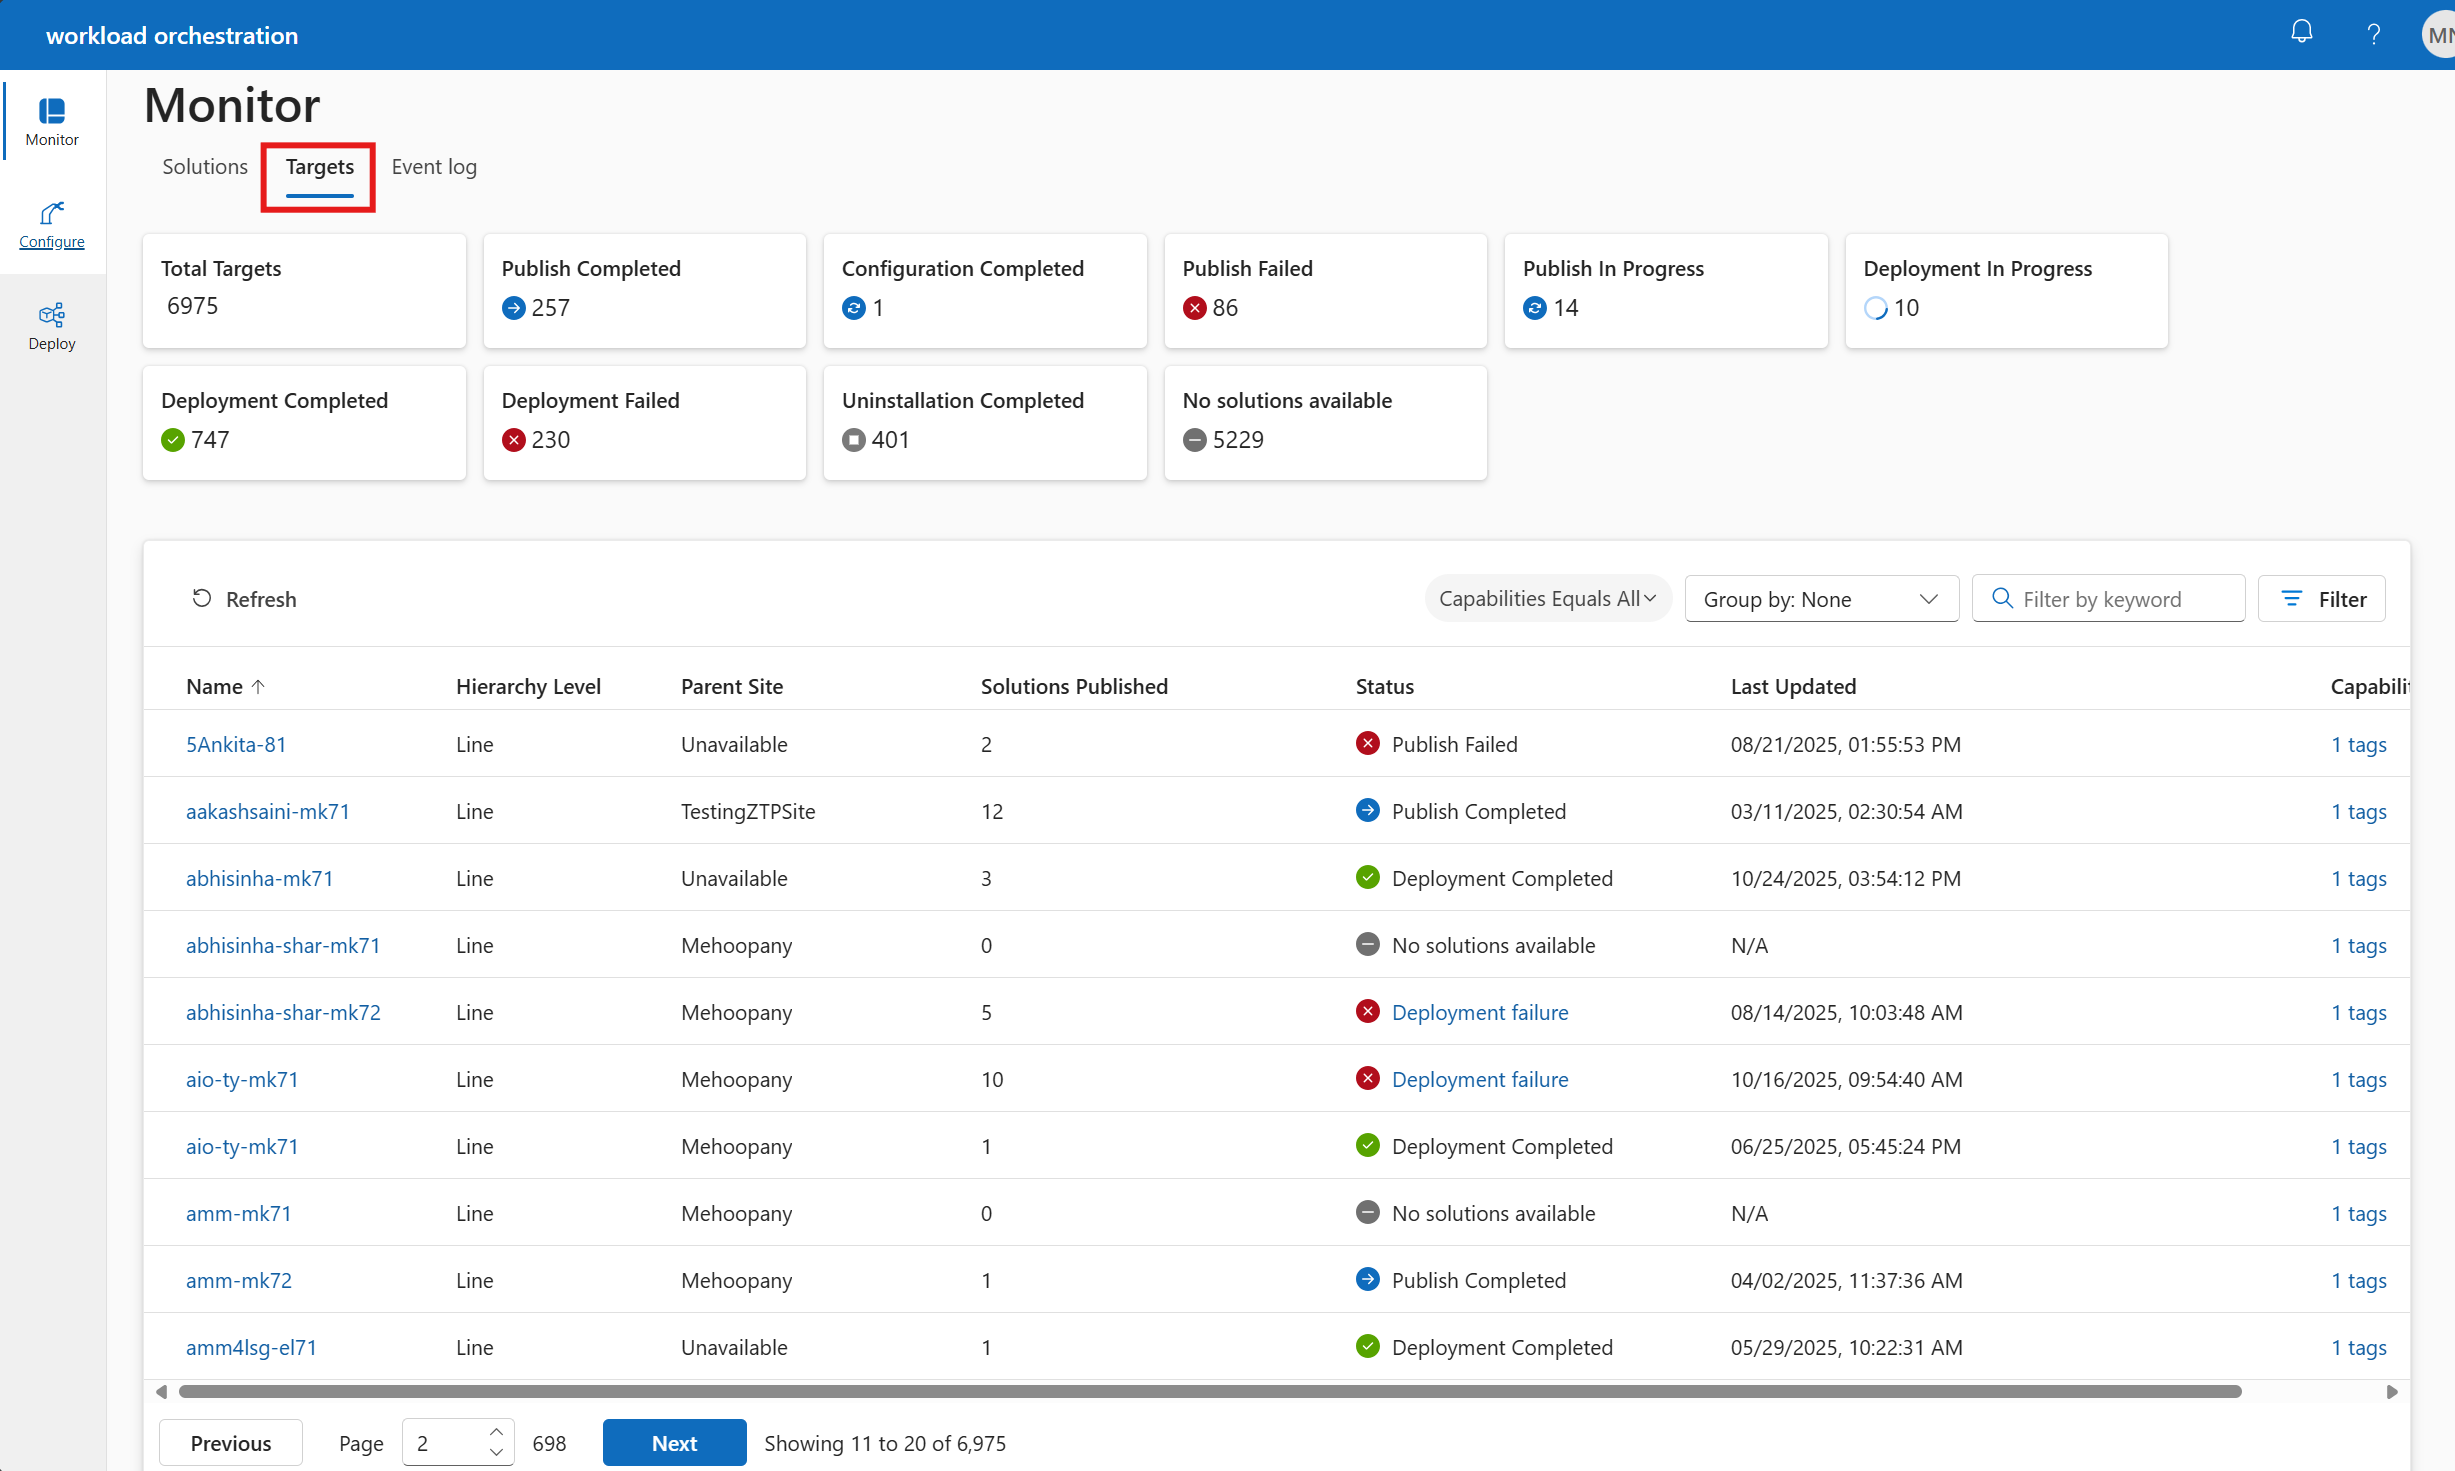 workload orchestration
MN
Monitor
Configure
Deploy
Monitor
Solutions Targets Event log
Total Targets
6975
Publish Completed
257
Configuration Completed
1
Publish Failed
86
Publish In Progress
14
Deployment In Progress
10
Deployment Completed
747
Deployment Failed
230
Uninstallation Completed
401
No solutions available
5229
Refresh Capabilities Equals All Group by: None Filter by keyword Filter
Name ↑ Hierarchy Level Parent Site Solutions Published Status Last Updated Capabilit
5Ankita-81 Line Unavailable 2 Publish Failed 08/21/2025, 01:55:53 PM 1 tags
aakashsaini-mk71 Line TestingZTPSite 12 Publish Completed 03/11/2025, 02:30:54 AM 1 tags
abhisinha-mk71 Line Unavailable 3 Deployment Completed 10/24/2025, 03:54:12 PM 1 tags
abhisinha-shar-mk71 Line Mehoopany 0 No solutions available N/A 1 tags
abhisinha-shar-mk72 Line Mehoopany 5 Deployment failure 08/14/2025, 10:03:48 AM 1 tags
aio-ty-mk71 Line Mehoopany 10 Deployment failure 10/16/2025, 09:54:40 AM 1 tags
aio-ty-mk71 Line Mehoopany 1 Deployment Completed 06/25/2025, 05:45:24 PM 1 tags
amm-mk71 Line Mehoopany 0 No solutions available N/A 1 tags
amm-mk72 Line Mehoopany 1 Publish Completed 04/02/2025, 11:37:36 AM 1 tags
amm4lsg-el71 Line Unavailable 1 Deployment Completed 05/29/2025, 10:22:31 AM 1 tags
Previous Page 2 698 Next Showing 11 to 20 of 6,975